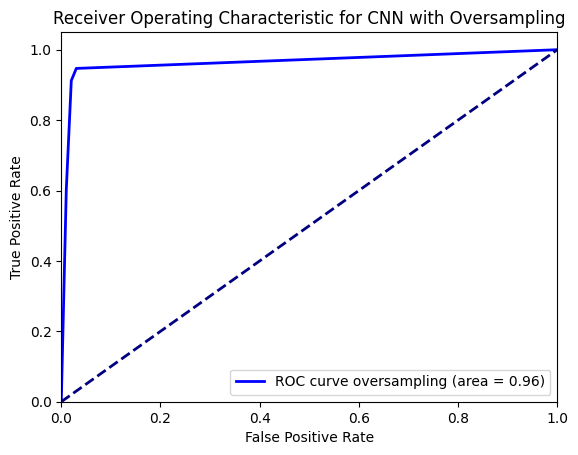 Receiver Operating Characteristic for CNN with Oversampling
True Positive Rate
1.0
0.8
0.6
0.4
0.2
0.0
ROC curve oversampling (area = 0.96)
0.0 0.2 0.4 0.6 0.8 1.0
False Positive Rate